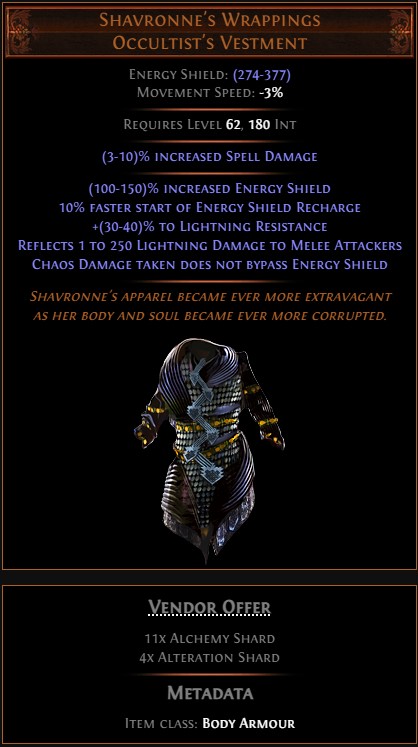 Shavronne's Wrappings
Occultist's Vestment
Energy Shield: (274-377)
Movement Speed: -3%
Requires Level 62, 180 Int
(3-10)% increased Spell Damage
(100-150)% increased Energy Shield
10% faster start of Energy Shield Recharge
+(30-40)% to Lightning Resistance
Reflects 1 to 250 Lightning Damage to Melee Attackers
Chaos Damage taken does not bypass Energy Shield
Shavronne's apparel became ever more extravagant
as her body and soul became ever more corrupted.
Vendor Offer
11x Alchemy Shard
4x Alteration Shard
Metadata
Item class: Body Armour